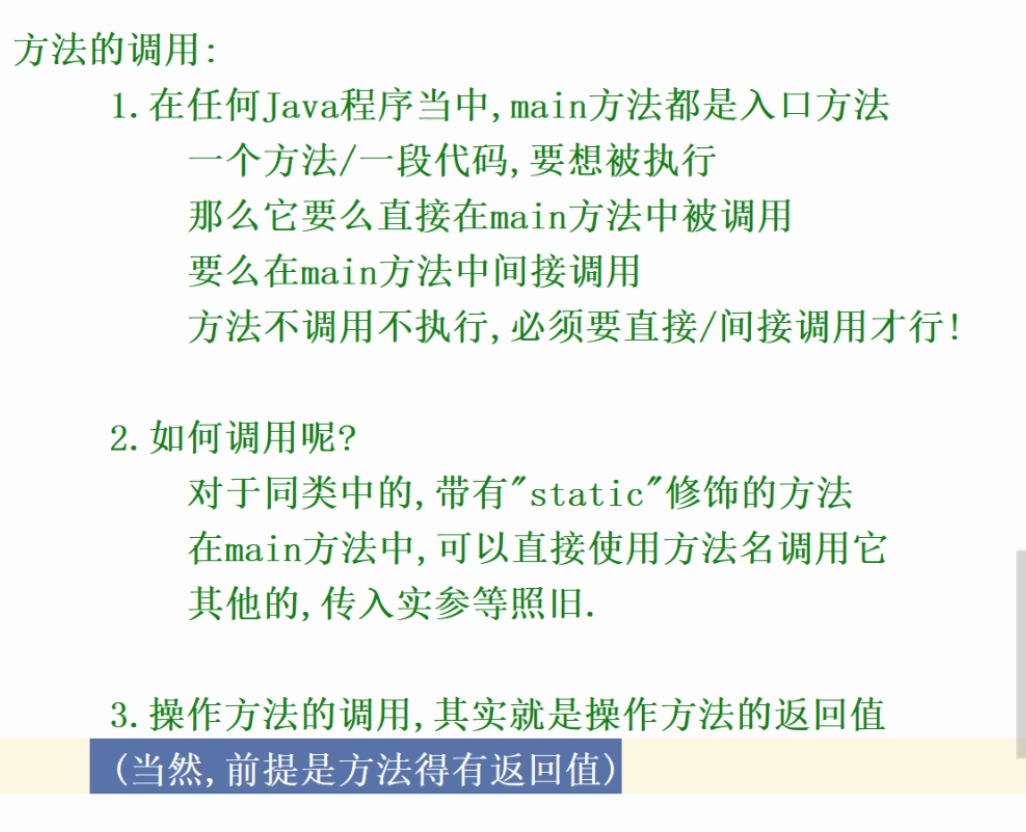 方法的调用:
1.在任何Java程序当中,main方法都是入口方法
一个方法/一段代码,要想被执行
那么它要么直接在main方法中被调用
要么在main方法中间接调用
方法不调用不执行,必须要直接/间接调用才行!
2.如何调用呢?
对于同类中的,带有"static"修饰的方法
在main方法中,可以直接使用方法名调用它
其他的,传入实参等照旧.
3.操作方法的调用,其实就是操作方法的返回值
(当然,前提是方法得有返回值)